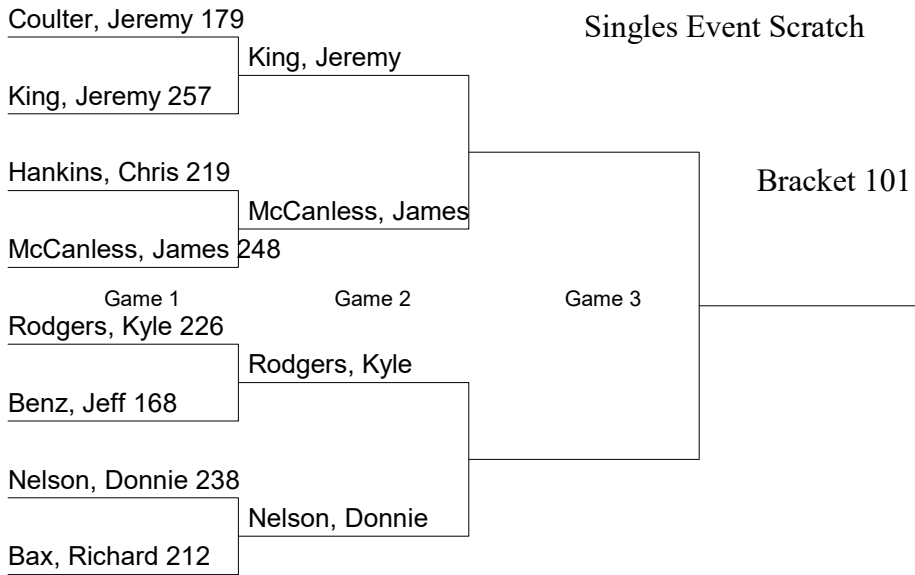 Coulter, Jeremy 179
Singles Event Scratch
King, Jeremy
King, Jeremy 257
Hankins, Chris 219
Bracket 101
McCanless, James
McCanless, James 248
Game 1
Game 2
Game 3
Rodgers, Kyle 226
Rodgers, Kyle
Benz, Jeff 168
Nelson, Donnie 238
Nelson, Donnie
Bax, Richard 212